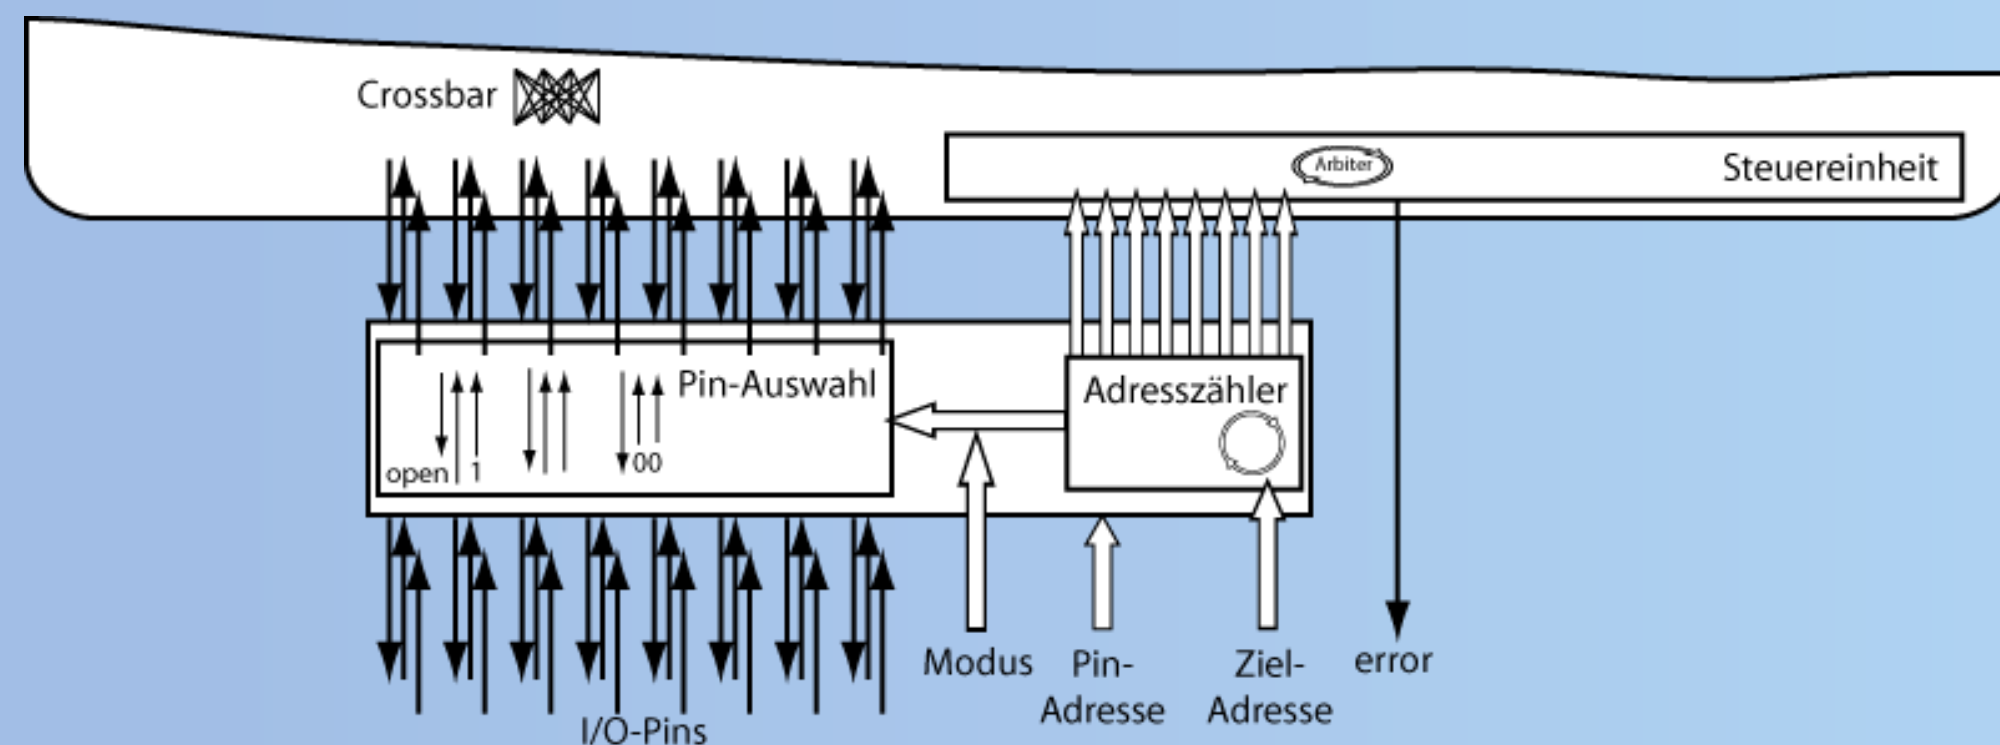 Crossbar
Arbiter
Steuereinheit
Pin-Auswahl
Adresszähler
open
1
00
Modus
Pin-
Adresse
Ziel-
Adresse
error
I/O-Pins